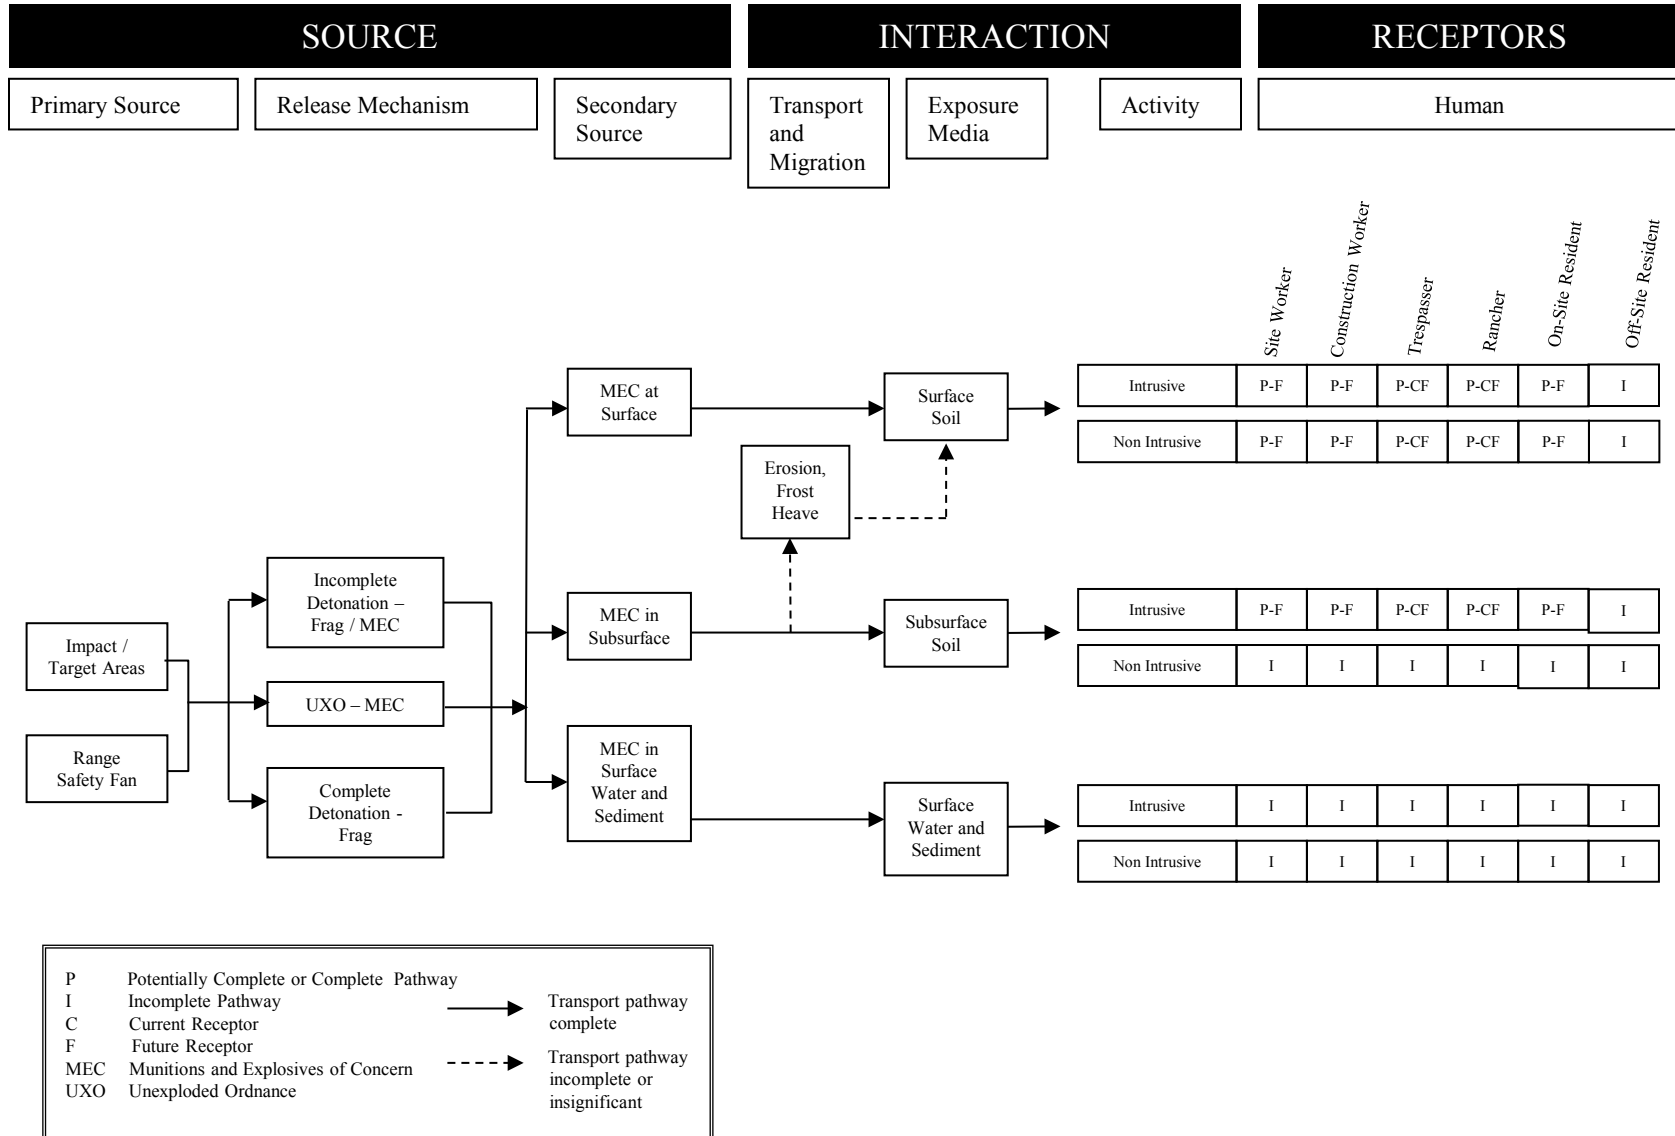 SOURCE
INTERACTION
RECEPTORS
Primary Source
Release Mechanism
Secondary
Source
Transport
and
Migration
Exposure
Media
Activity
Human
Site Worker
Construction Worker
Trespasser
Rancher
On-Site Resident
Off-Site Resident
MEC at
Surface
Surface
Soil
Intrusive P-F P-F P-CF P-CF P-F I
Non Intrusive P-F P-F P-CF P-CF P-F I
Erosion,
Frost
Heave
Impact /
Target Areas
Range
Safety Fan
Incomplete
Detonation –
Frag / MEC
UXO – MEC
Complete
Detonation -
Frag
MEC in
Subsurface
Subsurface
Soil
Intrusive P-F P-F P-CF P-CF P-F I
Non Intrusive I I I I I I
MEC in
Surface
Water and
Sediment
Surface
Water and
Sediment
Intrusive I I I I I I
Non Intrusive I I I I I I
P Potentially Complete or Complete Pathway
I Incomplete Pathway
C Current Receptor
F Future Receptor
MEC Munitions and Explosives of Concern
UXO Unexploded Ordnance
Transport pathway
complete
Transport pathway
incomplete or
insignificant